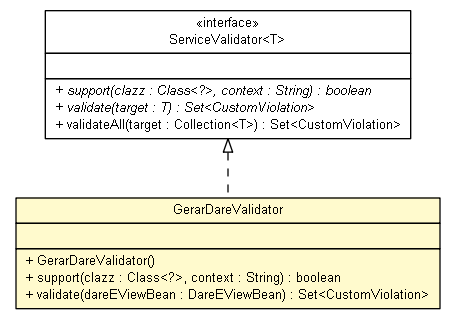 «interface»
ServiceValidator<T>
+ support(clazz : Class<?>, context : String) : boolean
+ validate(target : T) : Set<CustomViolation>
+ validateAll(target : Collection<T>) : Set<CustomViolation>
GerarDareValidator
+ GerarDareValidator()
+ support(clazz : Class<?>, context : String) : boolean
+ validate(dareEViewBean : DareEViewBean) : Set<CustomViolation>